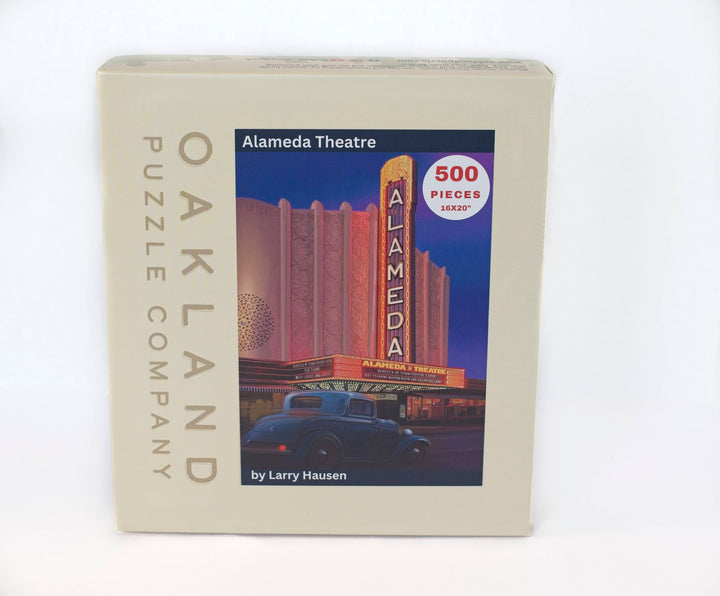 OAKLAND
PUZZLE COMPANY
Alameda Theatre
500
PIECES
16X20"
ALAMEDA
ALAMEDA THEATRE
by Larry Hausen